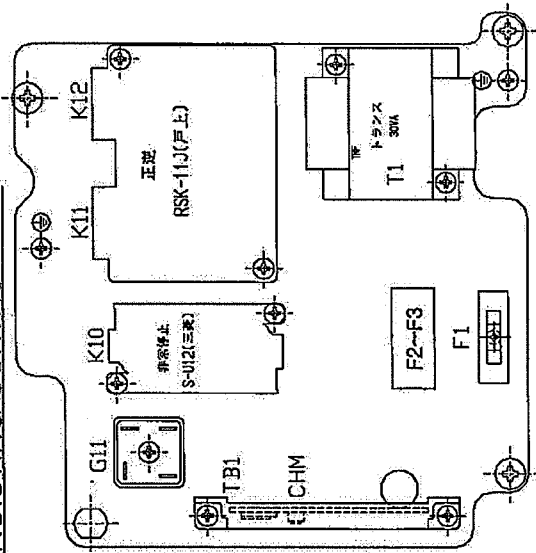 K12
K11
正逆
RSK-11J(戸上)
K10
非常停止
S-U12(三菱)
G11
TB1
CHM
TRF
トランス
30VA
T1
F2~F3
F1